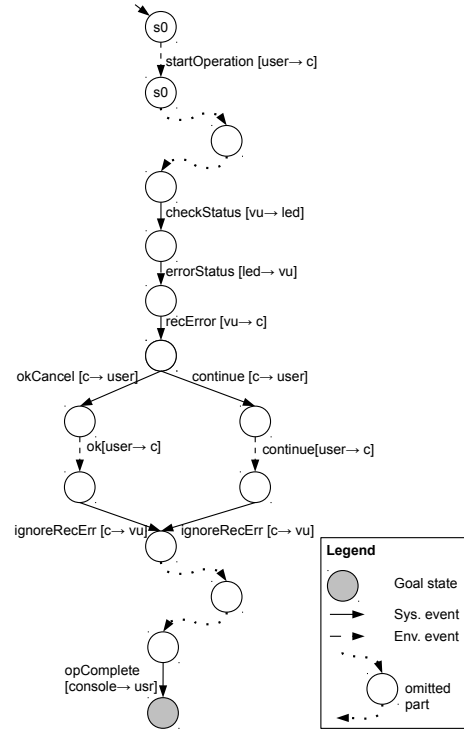 s0
startOperation [user→ c]
s0
checkStatus [vu→ led]
errorStatus [led→ vu]
recError [vu→ c]
okCancel [c→ user]
continue [c→ user]
ok[user→ c]
continue[user→ c]
ignoreRecErr [c→ vu]
ignoreRecErr [c→ vu]
opComplete
[console→ usr]
Legend
Goal state
Sys. event
Env. event
omitted
part